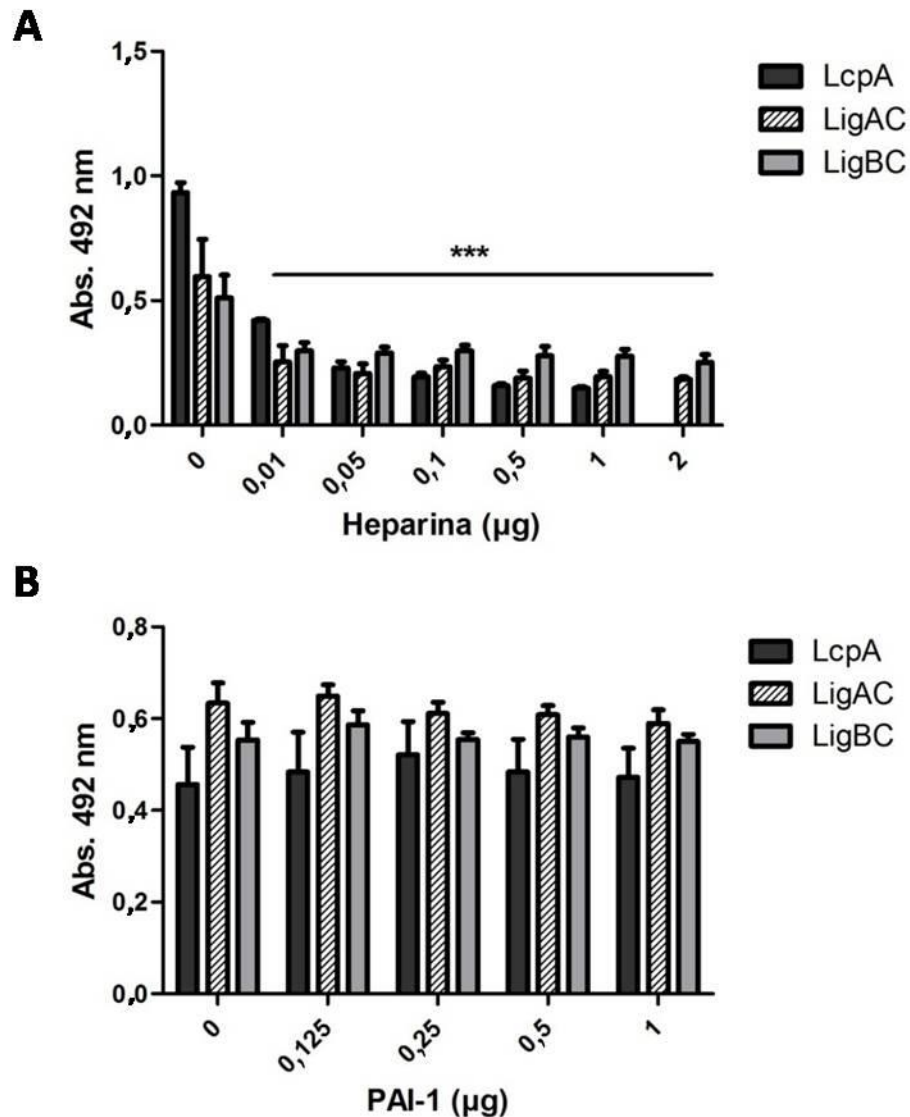 A
1,5
1,0
0,5
0,0
Abs. 492 nm
***
LcpA
LigAC
LigBC
0 0,01 0,05 0,1 0,5 1 2
Heparina (µg)
B
0,8
0,6
0,4
0,2
0,0
Abs. 492 nm
LcpA
LigAC
LigBC
0 0,125 0,25 0,5 1
PAI-1 (µg)